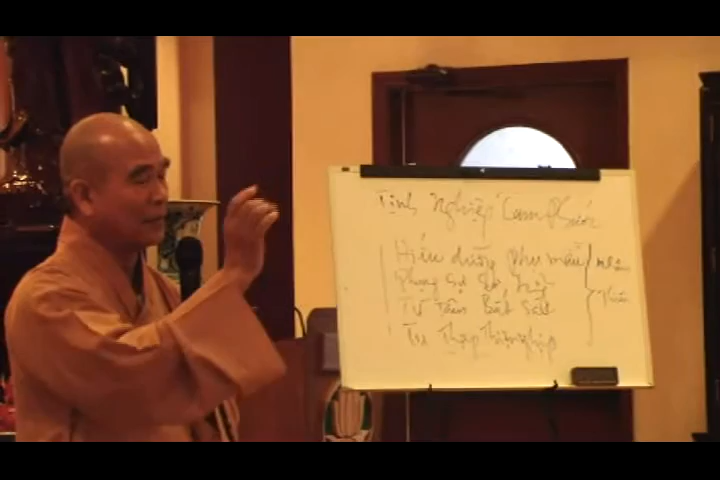 Tịnh Nghiệp Tam Phước
Hiếu dưỡng phụ mẫu
Phụng sự Sư trưởng
Từ Tâm Bất Sát
Tu Thập Thiện nghiệp